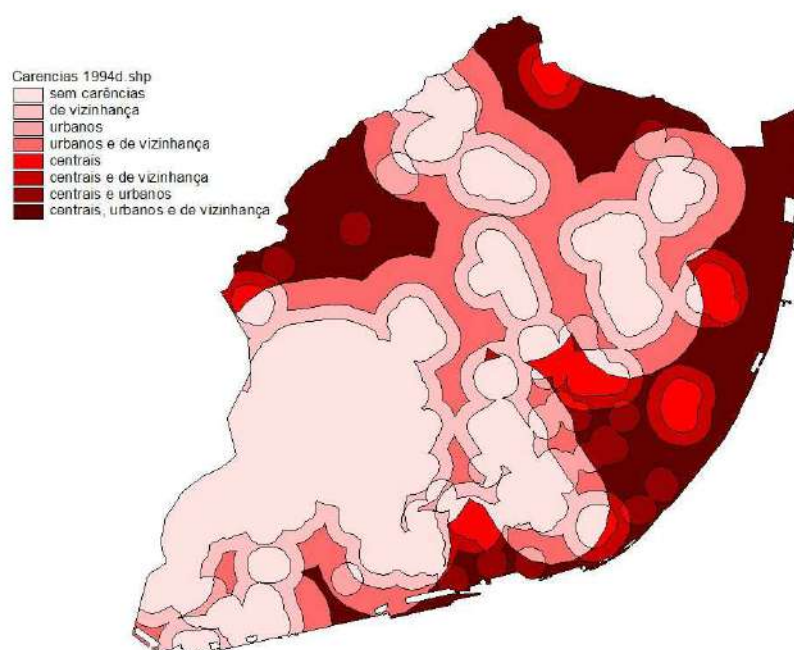 Carencias 1994d.shp
sem carências
de vizinhança
urbanos
urbanos e de vizinhança
centrais
centrais e de vizinhança
centrais e urbanos
centrais, urbanos e de vizinhança